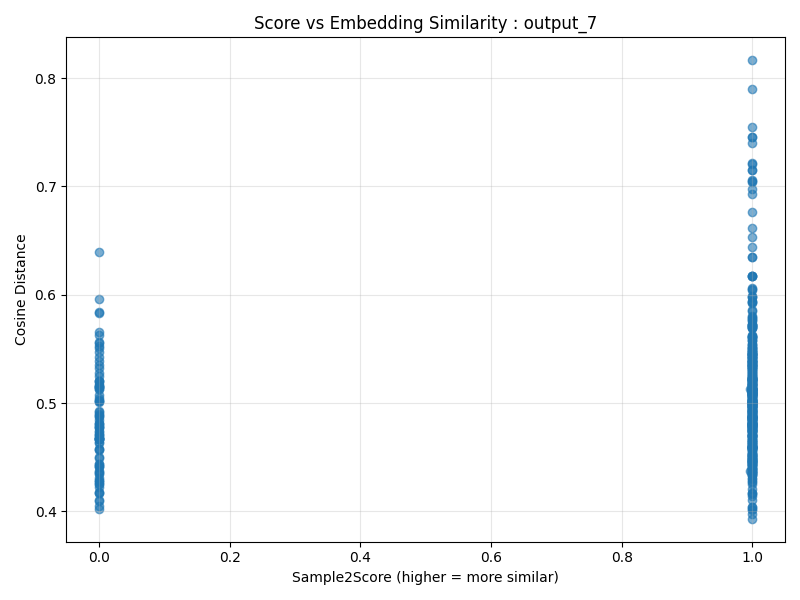 Score vs Embedding Similarity : output_7
0.8
0.7
0.6
0.5
0.4
Cosine Distance
0.0 0.2 0.4 0.6 0.8 1.0
Sample2Score (higher = more similar)